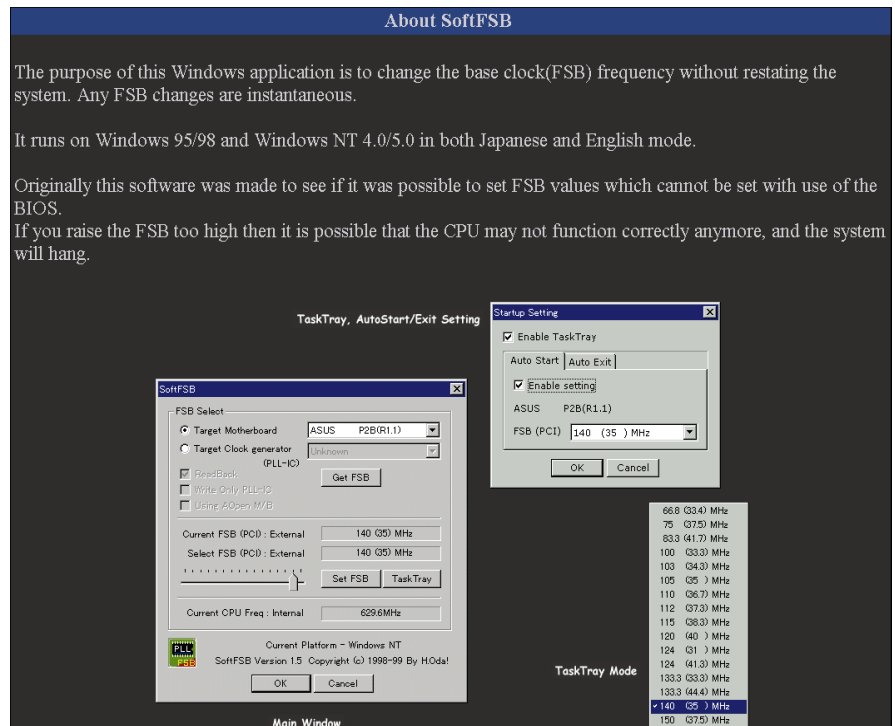 About SoftFSB
The purpose of this Windows application is to change the base clock(FSB) frequency without restating the
system. Any FSB changes are instantaneous.
It runs on Windows 95/98 and Windows NT 4.0/5.0 in both Japanese and English mode.
Originally this software was made to see if it was possible to set FSB values which cannot be set with use of the
BIOS.
If you raise the FSB too high then it is possible that the CPU may not function correctly anymore, and the system
will hang.
TaskTray, AutoStart/Exit Setting
Startup Setting
Enable TaskTray
Auto Start Auto Exit
Enable setting
ASUS P2B(R1.1)
FSB (PCI) 140 (35 ) MHz
OK Cancel
SoftFSB
FSB Select
Target Motherboard ASUS P2B(R1.1)
Target Clock generator Unknown
(PLL-IC)
ReadBack
Get FSB
Write Only PLL-IC
Using AOpen M/B
Current FSB (PCI) : External 140 (35) MHz
Select FSB (PCI) : External 140 (35) MHz
Set FSB TaskTray
Current CPU Freq : Internal 629.6MHz
PLL
FSB
Current Platform - Windows NT
SoftFSB Version 1.5 Copyright (c) 1998-99 By H.Oda!
OK Cancel
Main Window
TaskTray Mode
66.8 (33.4) MHz
75 (37.5) MHz
83.3 (41.7) MHz
100 (33.3) MHz
103 (34.3) MHz
105 (35 ) MHz
110 (36.7) MHz
112 (37.3) MHz
115 (38.3) MHz
120 (40 ) MHz
124 (31 ) MHz
124 (41.3) MHz
133.3 (33.3) MHz
133.3 (44.4) MHz
140 (35 ) MHz
150 (37.5) MHz